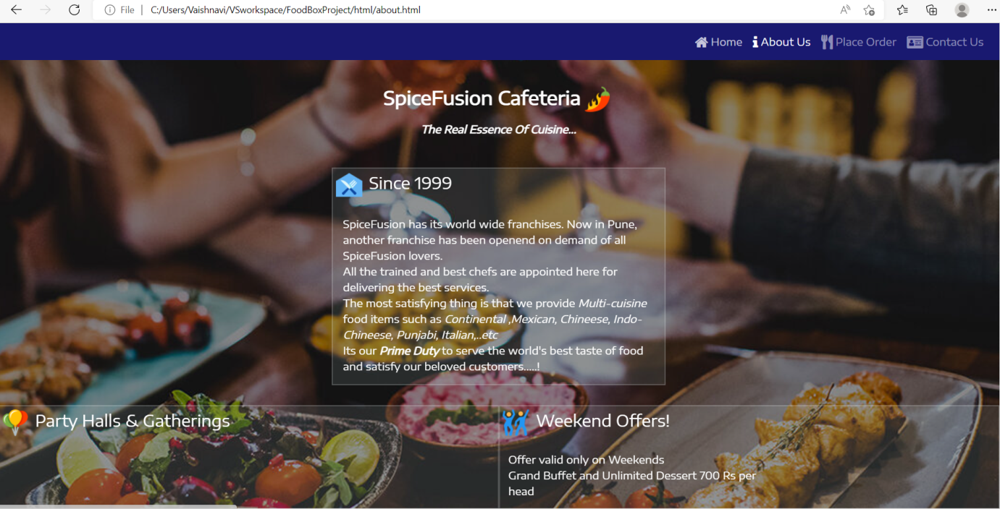 File | C:/Users/Vaishnavi/VSworkspace/FoodBoxProject/html/about.html
Home About Us Place Order Contact Us
SpiceFusion Cafeteria
The Real Essence Of Cuisine...
Since 1999
SpiceFusion has its world wide franchises. Now in Pune,
another franchise has been openend on demand of all
SpiceFusion lovers.
All the trained and best chefs are appointed here for
delivering the best services.
The most satisfying thing is that we provide Multi-cuisine
food items such as Continental ,Mexican, Chineese, Indo-
Chineese, Punjabi, Italian,..etc
Its our Prime Duty to serve the world's best taste of food
and satisfy our beloved customers.....!
Party Halls & Gatherings
Weekend Offers!
Offer valid only on Weekends
Grand Buffet and Unlimited Dessert 700 Rs per
head